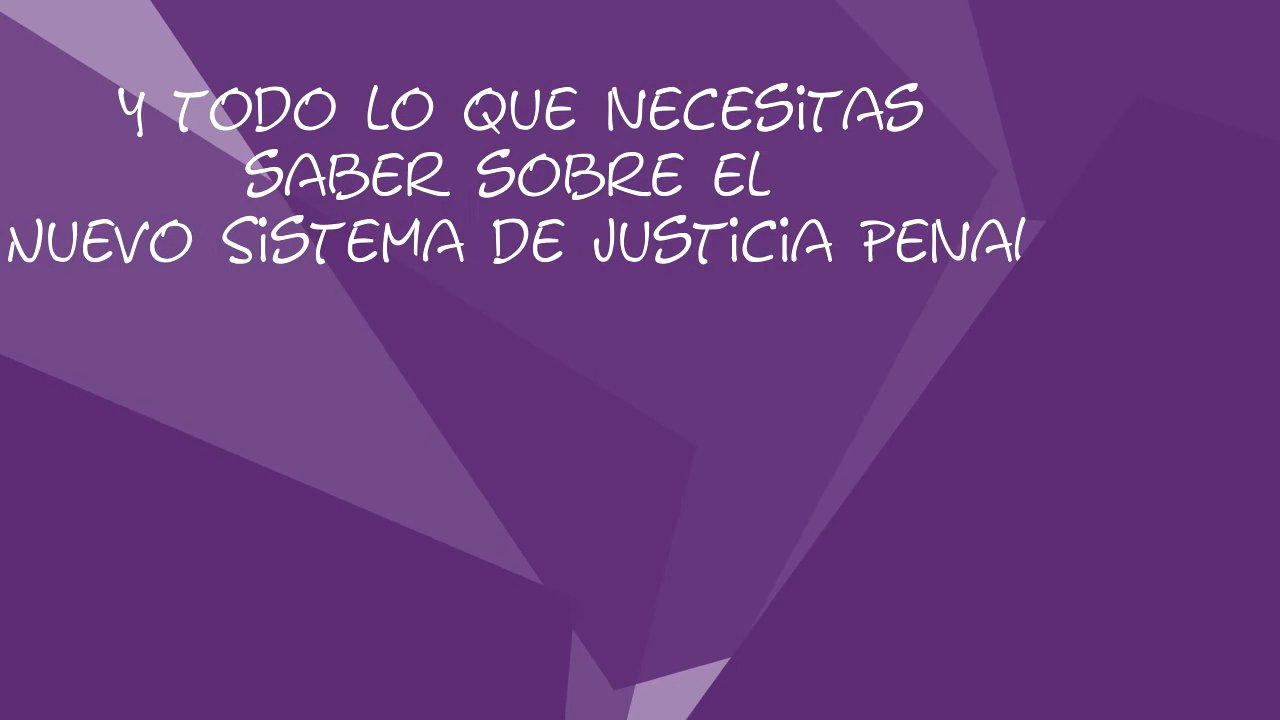 Y TODO LO QUE NECESITAS
SABER SOBRE EL
NUEVO SISTEMA DE JUSTICIA PENAl